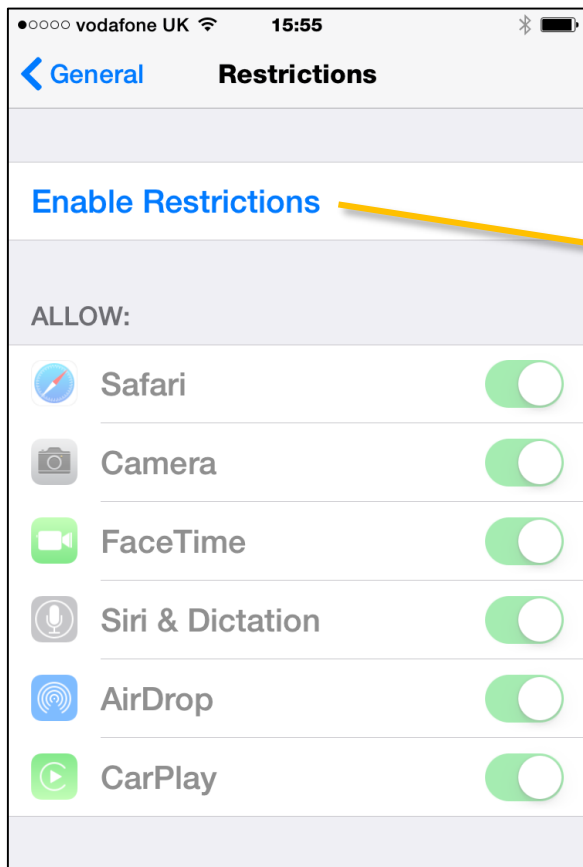 vodafone UK 15:55
General Restrictions
Enable Restrictions
ALLOW:
Safari
Camera
FaceTime
Siri & Dictation
AirDrop
CarPlay